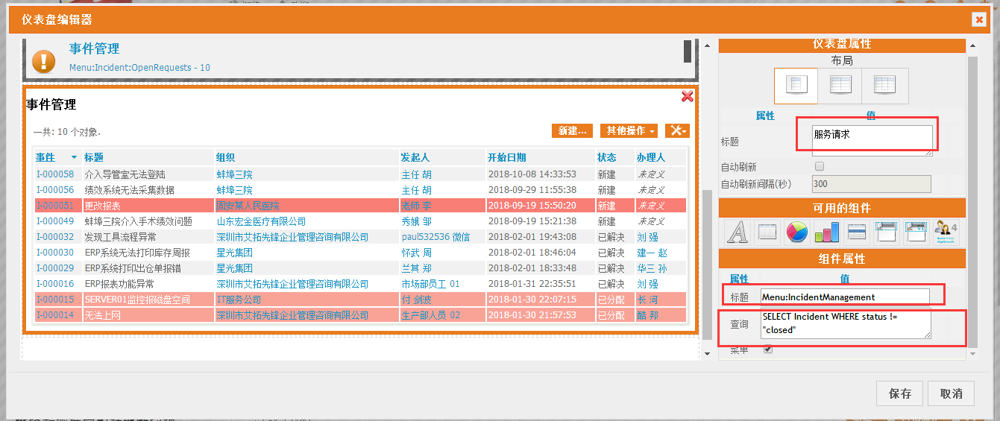 仪表盘编辑器
事件管理
Menu:Incident:OpenRequests - 10
事件管理
一共: 10 个对象.
新建...
其他操作
事件 标题 组织 发起人 开始日期 状态 办理人
I-000058 介入导管室无法登陆 蚌埠三院 主任 胡 2018-10-08 14:33:53 新建 未定义
I-000056 绩效系统无法采集数据 蚌埠三院 主任 胡 2018-09-29 11:55:38 新建 未定义
I-000051 更改报表 固安某人民医院 老师 李 2018-09-19 15:50:20 新建 未定义
I-000049 蚌埠三院介入手术绩效问题 山东宏金医疗有限公司 秀娥 邹 2018-09-19 15:21:38 新建 未定义
I-000032 发现工具流程异常 深圳市艾拓先锋企业管理咨询有限公司 paul532536 微信 2018-02-01 19:43:08 已解决 刘 强
I-000030 ERP系统无法打印库存周报 星光集团 怀武 周 2018-02-01 18:46:04 已解决 建一 赵
I-000029 ERP系统打印出仓单报错 星光集团 兰其 郑 2018-02-01 18:33:48 已解决 华三 孙
I-000016 ERP报表功能异常 深圳市艾拓先锋企业管理咨询有限公司 市场部员工 01 2018-01-31 22:35:51 已解决 刘 强
I-000015 SERVER01监控报磁盘空间 IT服务公司 付 剑波 2018-01-30 22:07:15 已分配 长 河
I-000014 无法上网 深圳市艾拓先锋企业管理咨询有限公司 生产部人员 02 2018-01-30 21:57:53 已分配 酷 邦
仪表盘属性
布局
属性 值
标题 服务请求
自动刷新
自动刷新间隔(秒) 300
可用的组件
组件属性
属性 值
标题 Menu:IncidentManagement
查询 SELECT Incident WHERE status !=
"closed"
菜单
保存
取消